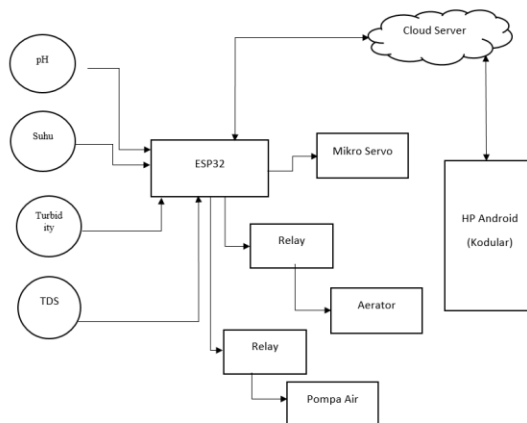 Cloud Server
pH
Suhu
Turbid
ity
TDS
ESP32
Mikro Servo
HP Android
(Kodular)
Relay
Aerator
Relay
Pompa Air